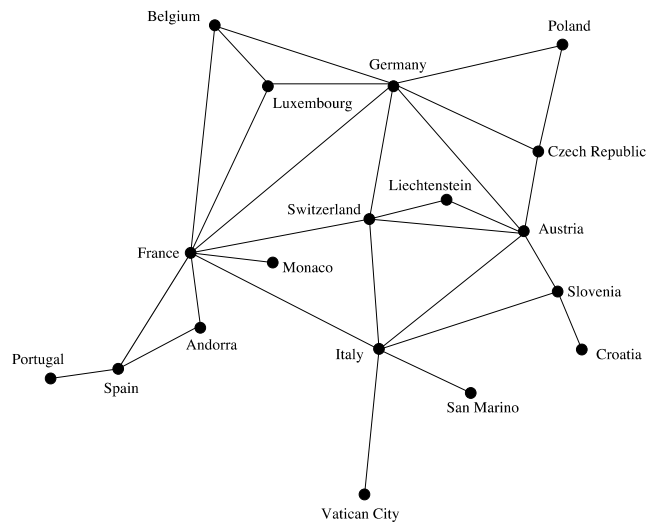 Belgium
Poland
Germany
Luxembourg
Czech Republic
Liechtenstein
Switzerland
Austria
France
Monaco
Slovenia
Andorra
Portugal
Italy
Croatia
Spain
San Marino
Vatican City